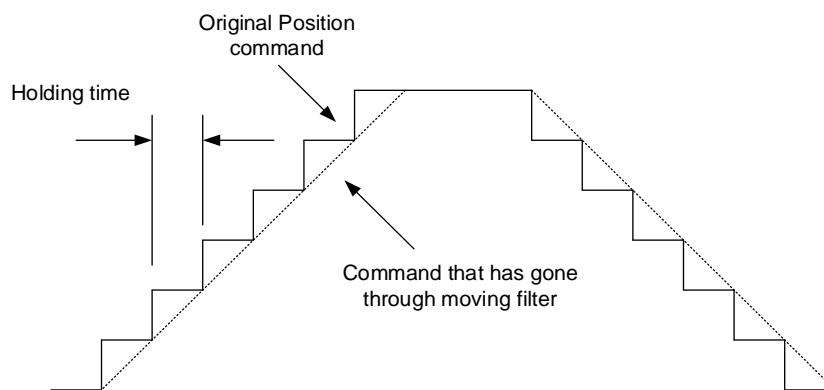 Original Position
command
Holding time
Command that has gone
through moving filter